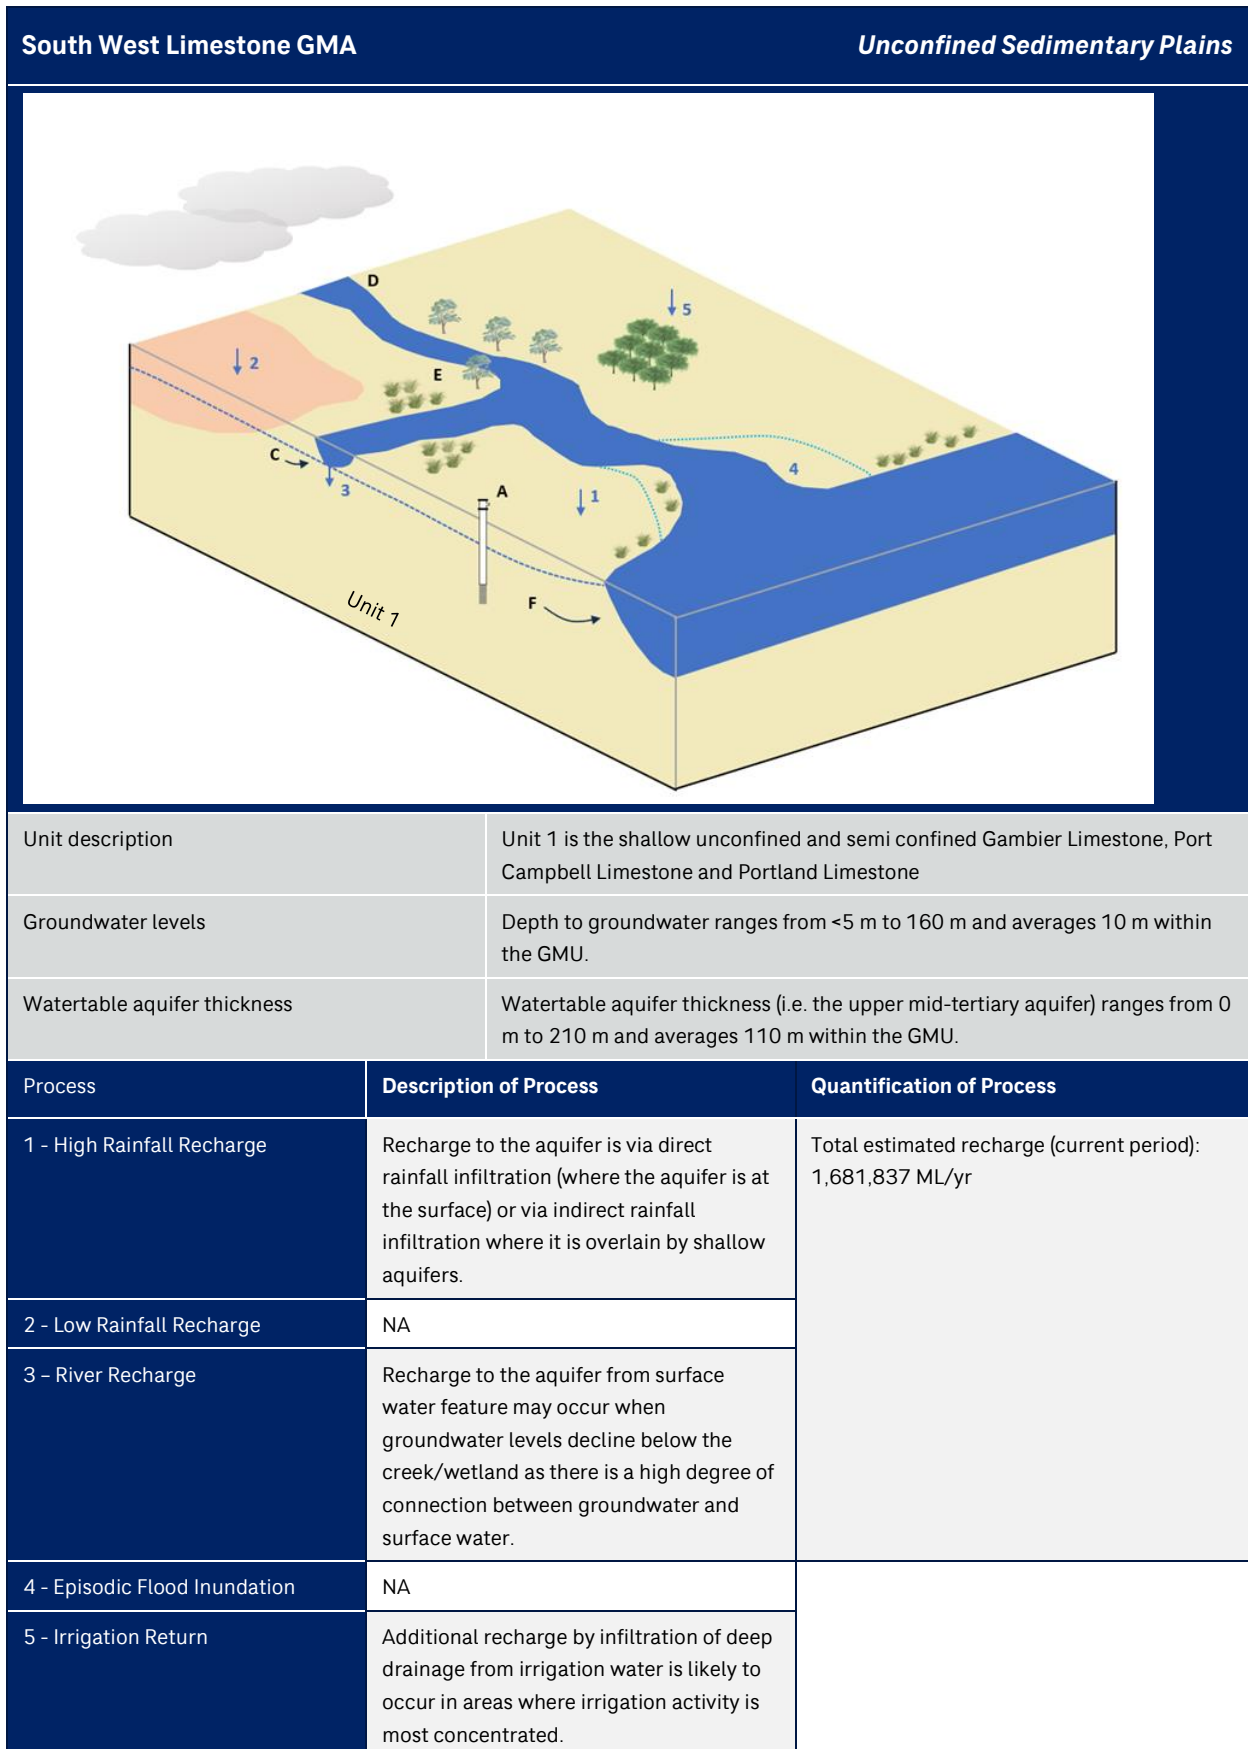 South West Limestone GMA
Unconfined Sedimentary Plains
D
5
2
E
C
3
A
1
4
F
Unit 1
Unit description
Unit 1 is the shallow unconfined and semi confined Gambier Limestone, Port
Campbell Limestone and Portland Limestone
Groundwater levels
Depth to groundwater ranges from <5 m to 160 m and averages 10 m within
the GMU.
Watertable aquifer thickness
Watertable aquifer thickness (i.e. the upper mid-tertiary aquifer) ranges from 0
m to 210 m and averages 110 m within the GMU.
Process
Description of Process
Quantification of Process
1 - High Rainfall Recharge
Recharge to the aquifer is via direct
rainfall infiltration (where the aquifer is at
the surface) or via indirect rainfall
infiltration where it is overlain by shallow
aquifers.
Total estimated recharge (current period):
1,681,837 ML/yr
2 - Low Rainfall Recharge
NA
3 – River Recharge
Recharge to the aquifer from surface
water feature may occur when
groundwater levels decline below the
creek/wetland as there is a high degree of
connection between groundwater and
surface water.
4 - Episodic Flood Inundation
NA
5 - Irrigation Return
Additional recharge by infiltration of deep
drainage from irrigation water is likely to
occur in areas where irrigation activity is
most concentrated.